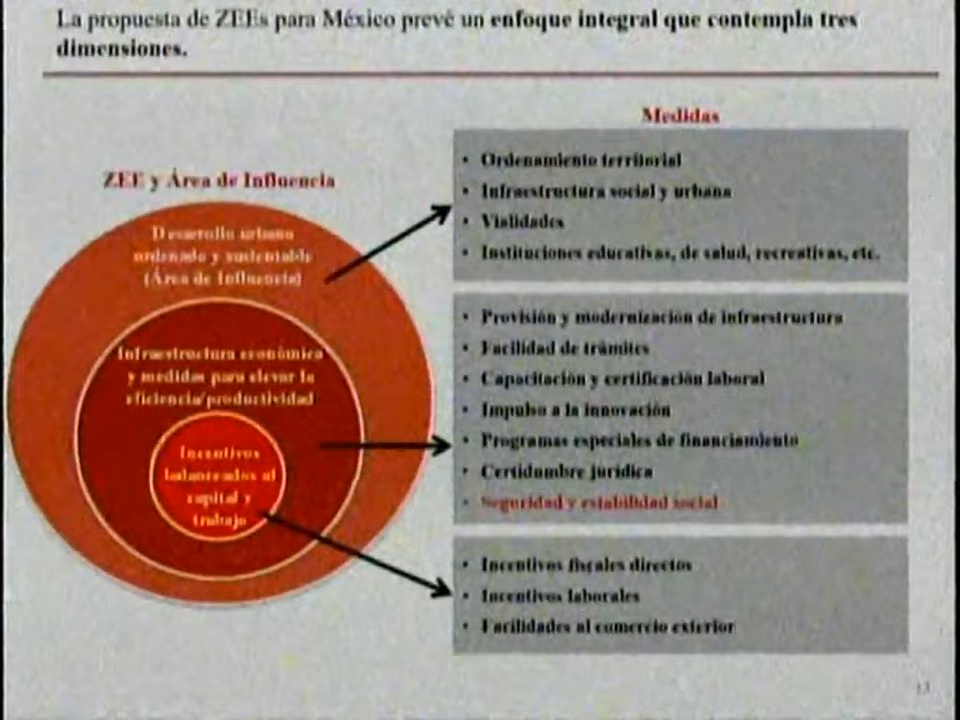 La propuesta de ZEEs para México prevé un enfoque integral que contempla tres
dimensiones.
Medidas
ZEE y Área de Influencia
Desarrollo urbano
ordenado y sustentable
(Área de Influencia)
Infraestructura económica
y medidas para elevar la
eficiencia/productividad
Incentivos
balanceados al
capital y
trabajo
• Ordenamiento territorial
• Infraestructura social y urbana
• Vialidades
• Instituciones educativas, de salud, recreativas, etc.
• Provisión y modernización de infraestructura
• Facilidad de trámites
• Capacitación y certificación laboral
• Impulso a la innovación
• Programas especiales de financiamiento
• Certidumbre jurídica
• Seguridad y estabilidad social
• Incentivos fiscales directos
• Incentivos laborales
• Facilidades al comercio exterior
13